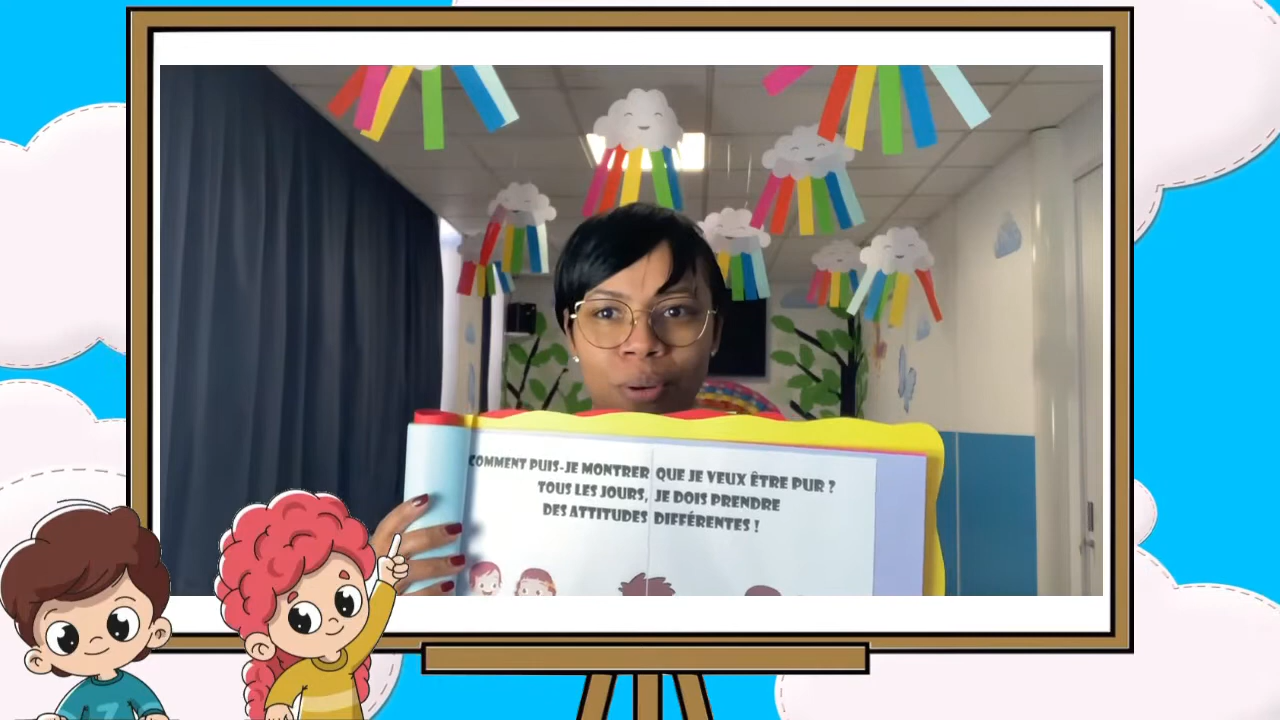 COMMENT PUIS-JE MONTRER QUE JE VEUX ÊTRE PUR ?
TOUS LES JOURS, JE DOIS PRENDRE
DES ATTITUDES DIFFÉRENTES !